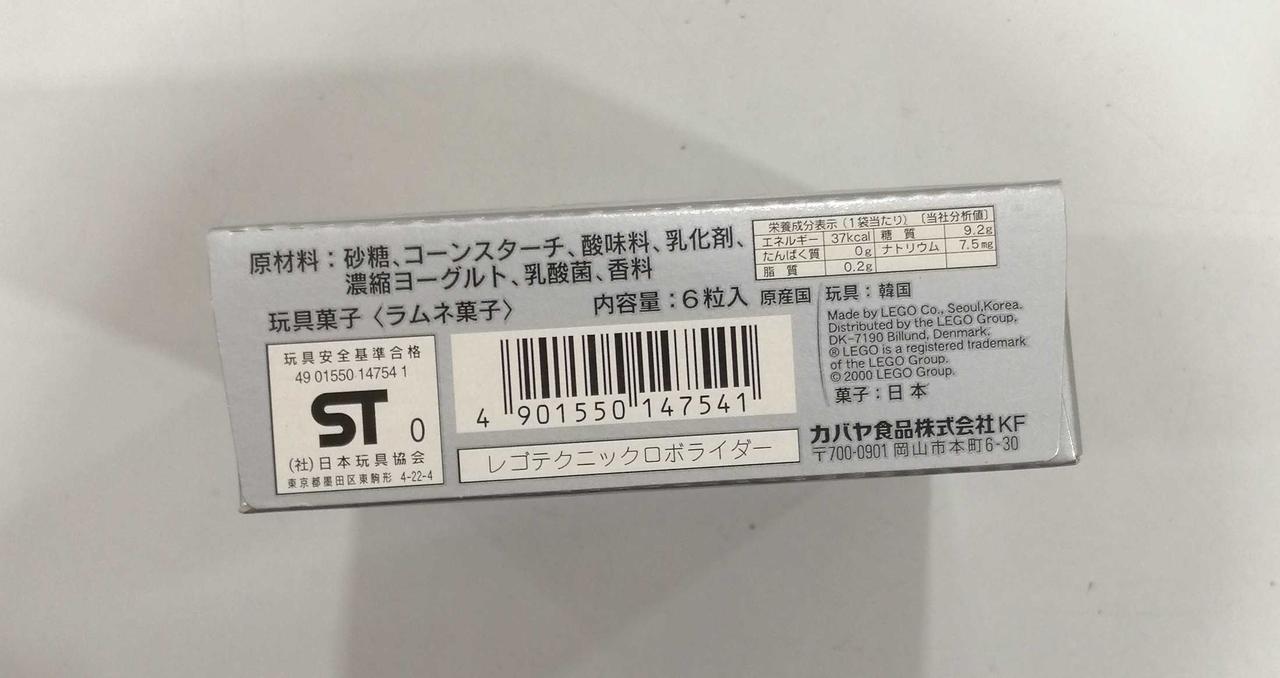 原材料：砂糖、コーンスターチ、酸味料、乳化剤、
濃縮ヨーグルト、乳酸菌、香料
玩具菓子〈ラムネ菓子〉
内容量：6粒入
栄養成分表示（1袋当たり）〔当社分析値〕
エネルギー 37kcal 糖質 9.2g
たんぱく質 0g ナトリウム 7.5mg
脂質 0.2g
原産国
玩具：韓国
Made by LEGO Co., Seoul,Korea.
Distributed by the LEGO Group,
DK-7190 Billund, Denmark.
® LEGO is a registered trademark
of the LEGO Group.
© 2000 LEGO Group.
菓子：日本
玩具安全基準合格
49 01550 14754 1
ST 0
(社)日本玩具協会
東京都墨田区東駒形 4-22-4
4 901550 147541
レゴテクニックロボライダー
カバヤ食品株式会社 KF
〒700-0901 岡山市本町6-30